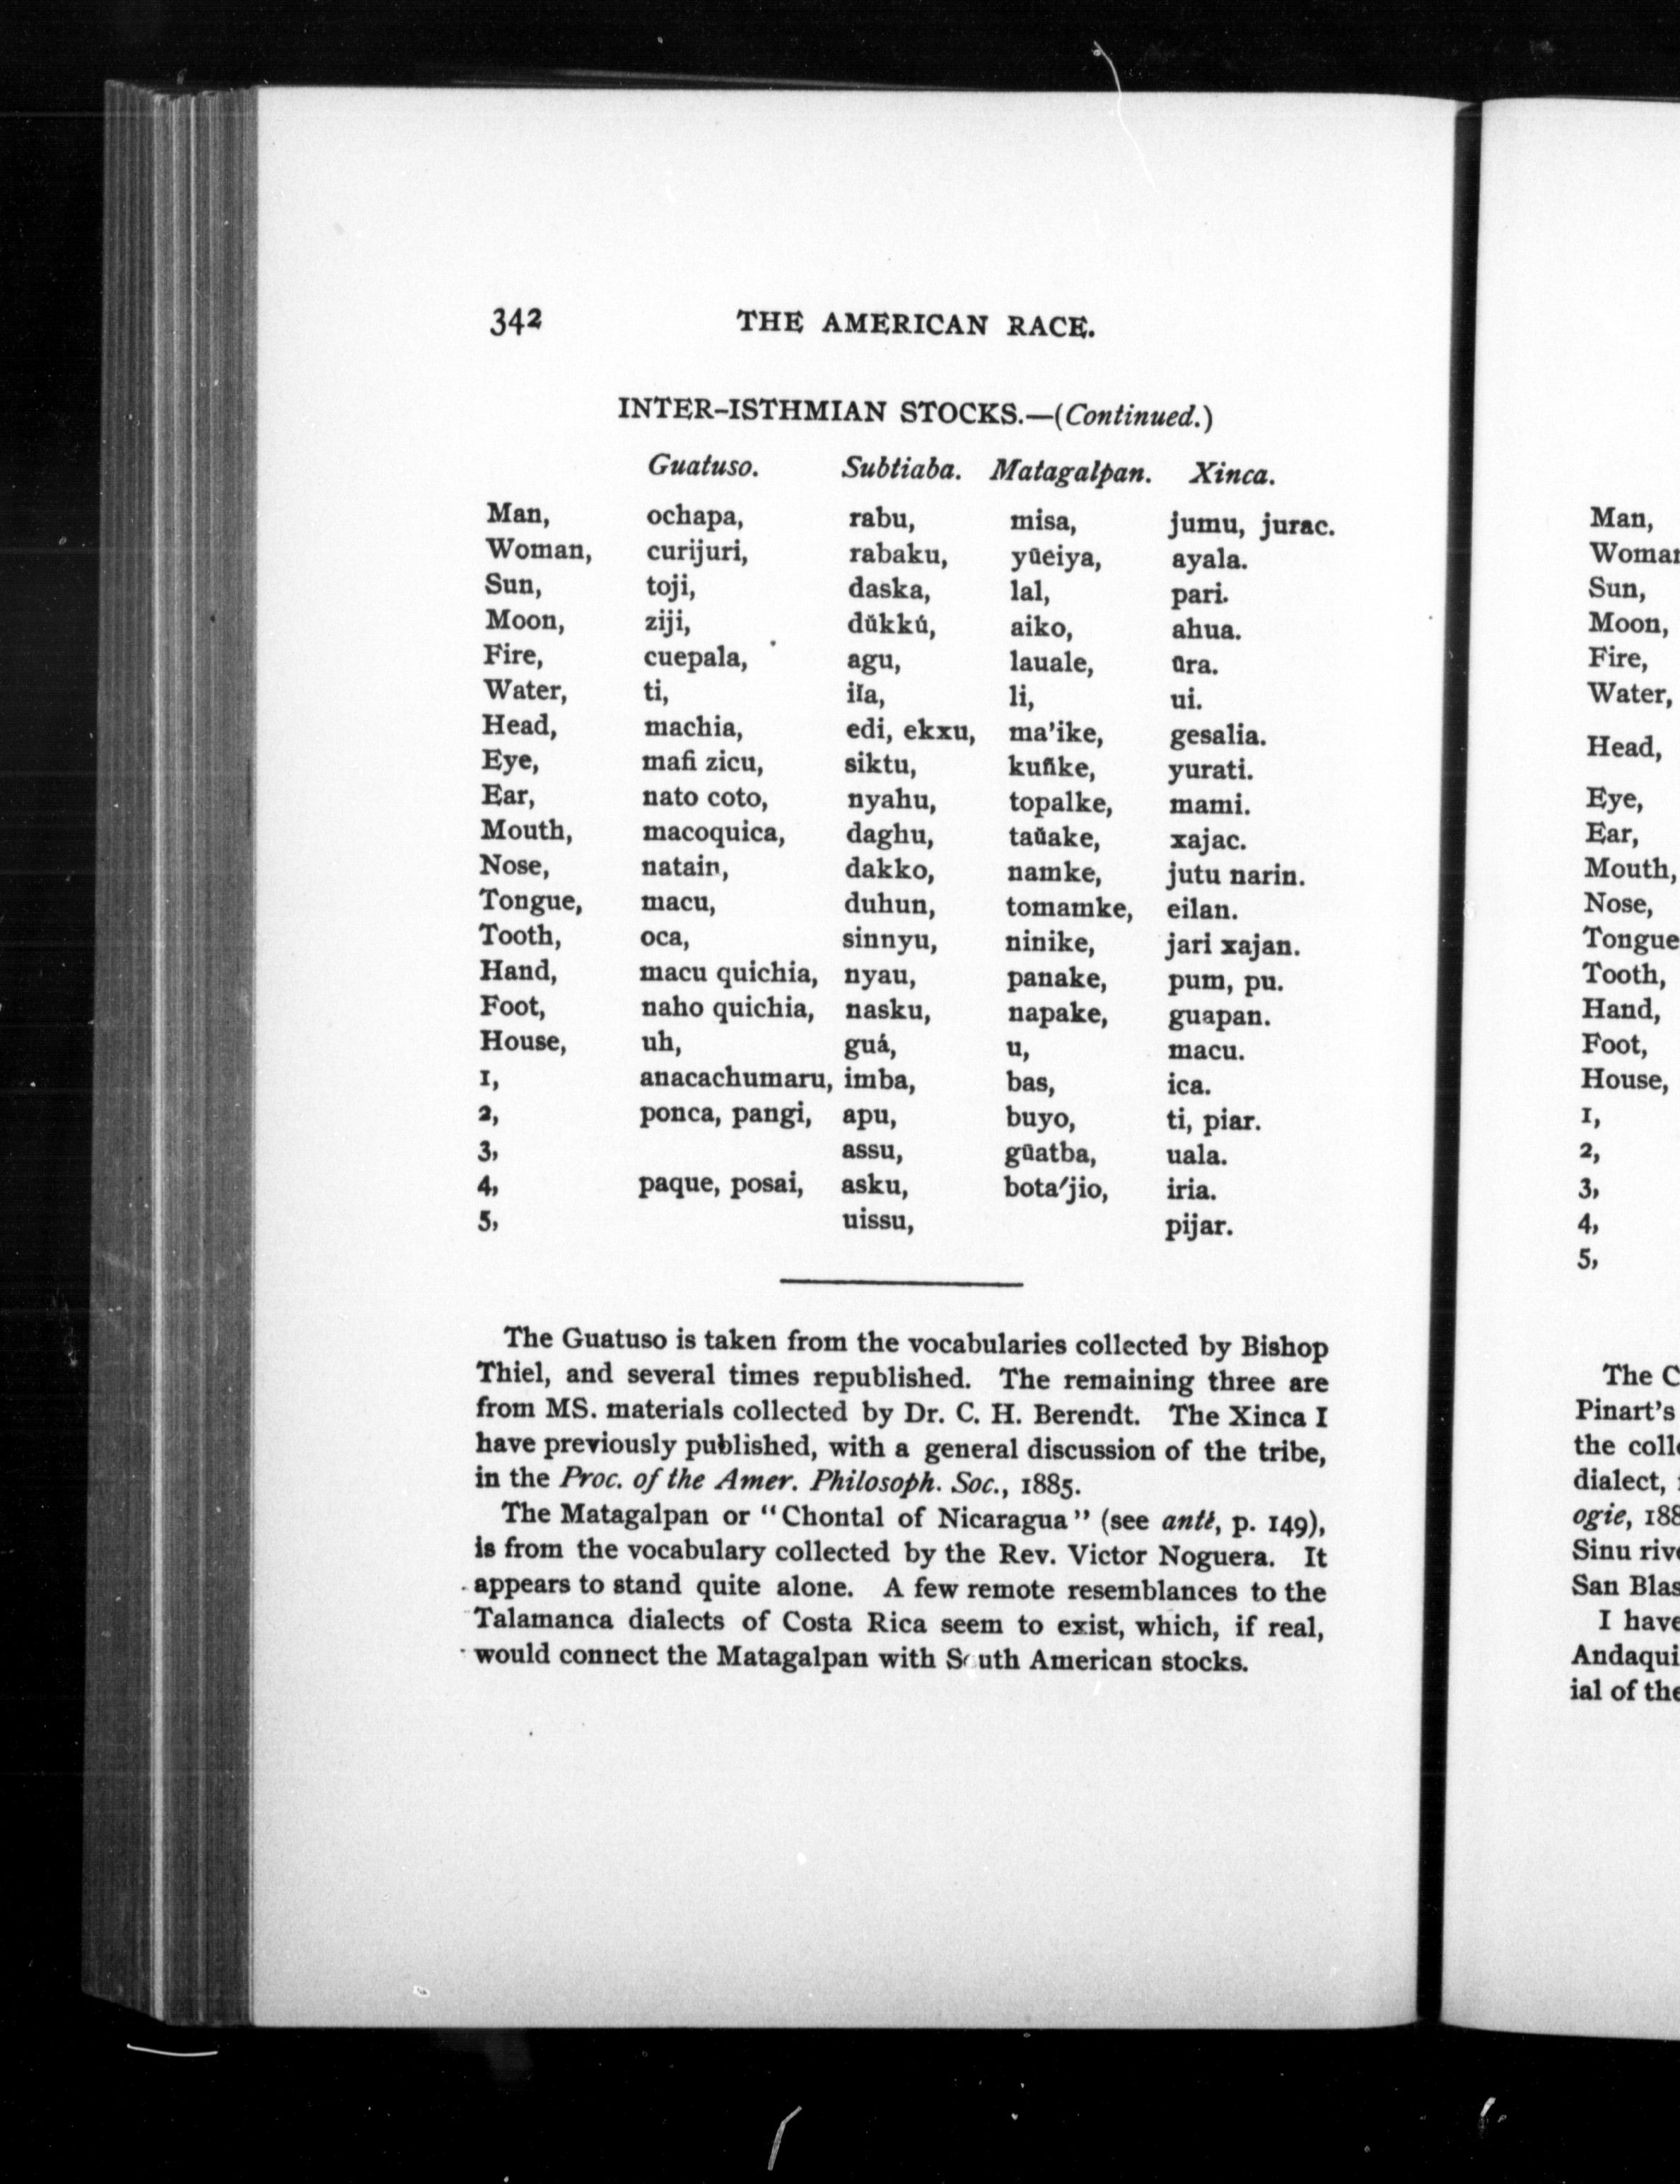 342 THE AMERICAN RACE.
INTER-ISTHMIAN STOCKS.—(Continued.)
Guatuso. Subtiaba. Matagalpan. Xinca.
Man, ochapa, rabu, misa, jumu, jurac.
Woman, curijuri, rabaku, yūeiya, ayala.
Sun, toji, daska, lal, pari.
Moon, ziji, dŭkkú, aiko, ahua.
Fire, cuepala, agu, lauale, ūra.
Water, ti, iīa, li, ui.
Head, machia, edi, ekxu, ma'ike, gesalia.
Eye, mafi zicu, siktu, kuñke, yurati.
Ear, nato coto, nyahu, topalke, mami.
Mouth, macoquica, daghu, taŭake, xajac.
Nose, natain, dakko, namke, jutu narin.
Tongue, macu, duhun, tomamke, eilan.
Tooth, oca, sinnyu, ninike, jari xajan.
Hand, macu quichia, nyau, panake, pum, pu.
Foot, naho quichia, nasku, napake, guapan.
House, uh, guá, u, macu.
1, anacachumaru, imba, bas, ica.
2, ponca, pangi, apu, buyo, ti, piar.
3, assu, gūatba, uala.
4, paque, posai, asku, bota′jio, iria.
5, uissu, pijar.
The Guatuso is taken from the vocabularies collected by Bishop
Thiel, and several times republished. The remaining three are
from MS. materials collected by Dr. C. H. Berendt. The Xinca I
have previously published, with a general discussion of the tribe,
in the Proc. of the Amer. Philosoph. Soc., 1885.
The Matagalpan or "Chontal of Nicaragua" (see anté, p. 149),
is from the vocabulary collected by the Rev. Victor Noguera. It
appears to stand quite alone. A few remote resemblances to the
Talamanca dialects of Costa Rica seem to exist, which, if real,
would connect the Matagalpan with South American stocks.
Man,
Woman
Sun,
Moon,
Fire,
Water,
Head,
Eye,
Ear,
Mouth,
Nose,
Tongue
Tooth,
Hand,
Foot,
House,
1,
2,
3,
4,
5,
The C
Pinart's
the colle
dialect,
ogie, 188
Sinu rive
San Blas
I have
Andaqui
ial of the